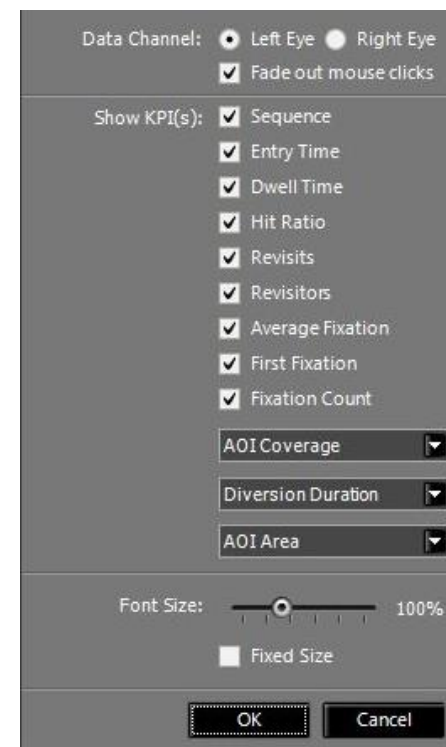 Data Channel: Left Eye Right Eye
Fade out mouse clicks
Show KPI(s): Sequence
Entry Time
Dwell Time
Hit Ratio
Revisits
Revisitors
Average Fixation
First Fixation
Fixation Count
AOI Coverage
Diversion Duration
AOI Area
Font Size: 100%
Fixed Size
OK Cancel